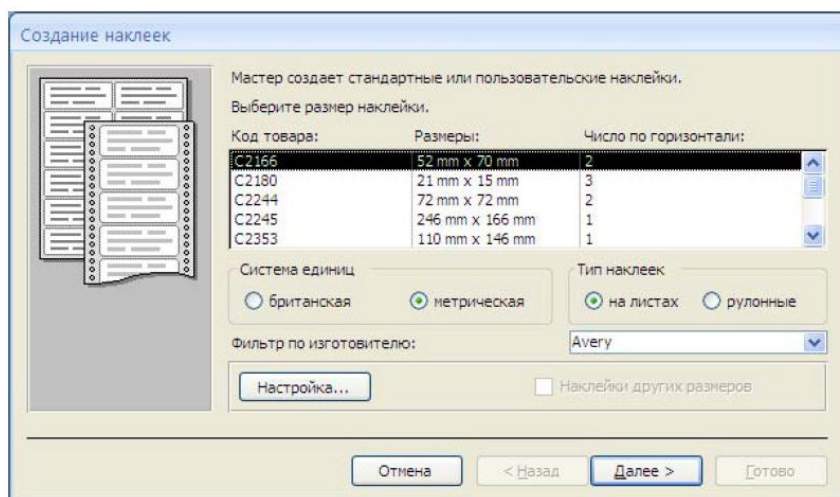 Создание наклеек
Мастер создает стандартные или пользовательские наклейки.
Выберите размер наклейки.
Код товара: Размеры: Число по горизонтали:
C2166 52 mm x 70 mm 2
C2180 21 mm x 15 mm 3
C2244 72 mm x 72 mm 2
C2245 246 mm x 166 mm 1
C2353 110 mm x 146 mm 1
Система единиц Тип наклеек
британская метрическая на листах рулонные
Фильтр по изготовителю: Avery
Настройка... Наклейки других размеров
Отмена < Назад Далее > Готово